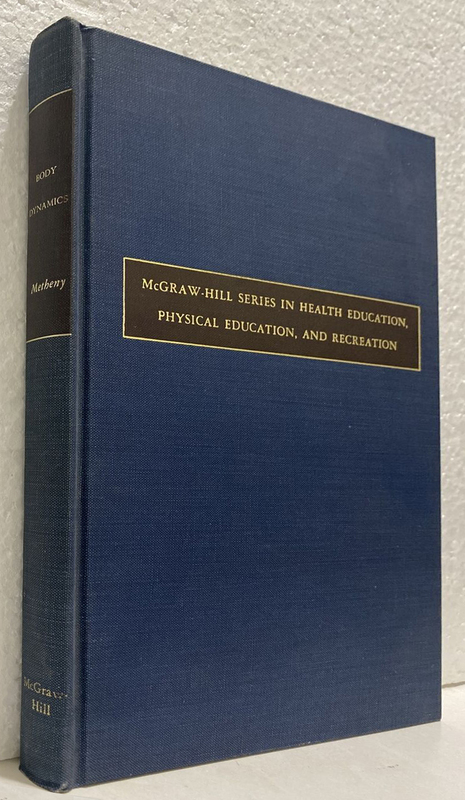 BODY
DYNAMICS
Metheny
McGraw-
Hill
McGRAW-HILL SERIES IN HEALTH EDUCATION,
PHYSICAL EDUCATION, AND RECREATION